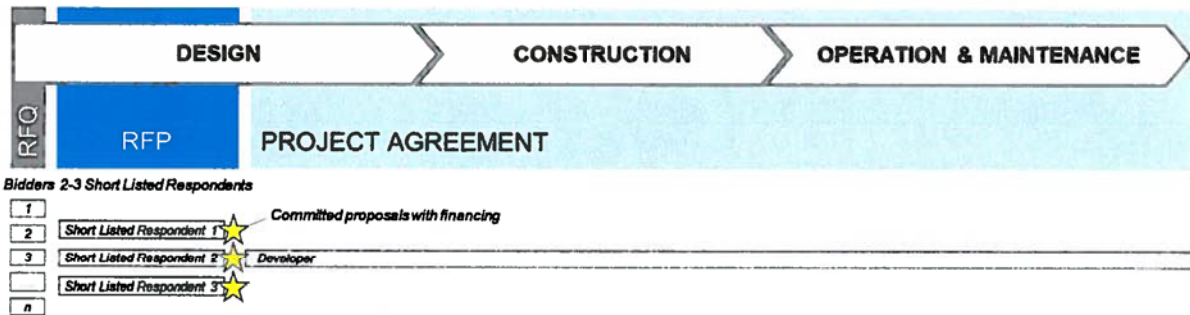 DESIGN CONSTRUCTION OPERATION & MAINTENANCE
RFQ
RFP PROJECT AGREEMENT
Bidders 2-3 Short Listed Respondents
1
2
3
n
Committed proposals with financing
Short Listed Respondent 1
Short Listed Respondent 2 Developer
Short Listed Respondent 3